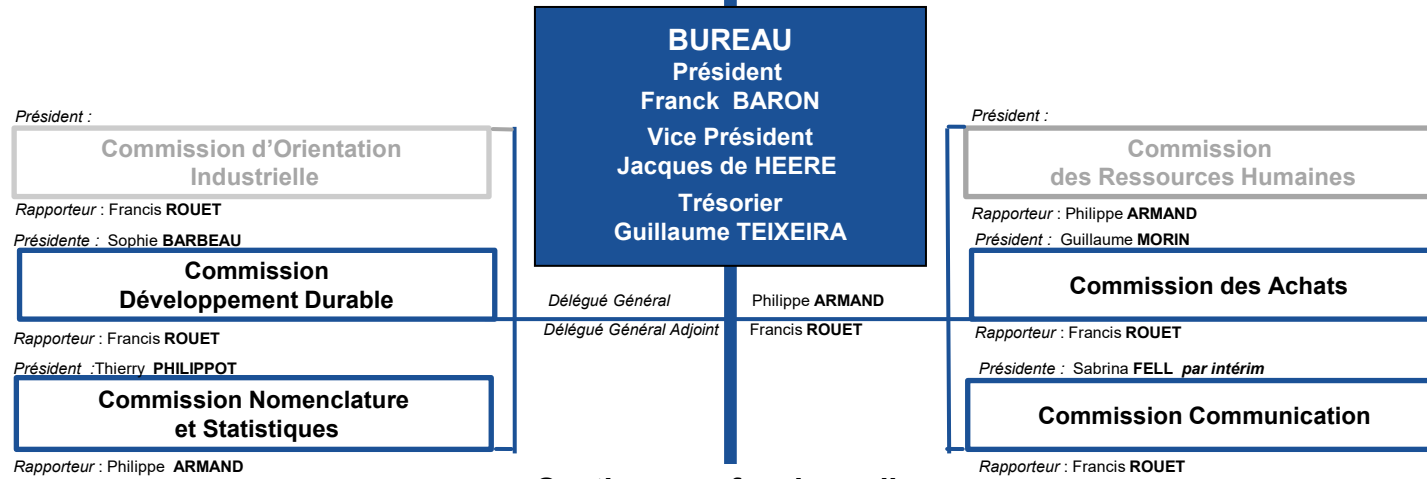 BUREAU
Président
Franck BARON
Vice Président
Jacques de HEERE
Trésorier
Guillaume TEIXEIRA
Président :
Commission d’Orientation
Industrielle
Rapporteur : Francis ROUET
Présidente : Sophie BARBEAU
Commission
Développement Durable
Rapporteur : Francis ROUET
Président :Thierry PHILIPPOT
Commission Nomenclature
et Statistiques
Rapporteur : Philippe ARMAND
Délégué Général Philippe ARMAND
Délégué Général Adjoint Francis ROUET
Président :
Commission
des Ressources Humaines
Rapporteur : Philippe ARMAND
Président : Guillaume MORIN
Commission des Achats
Rapporteur : Francis ROUET
Présidente : Sabrina FELL par intérim
Commission Communication
Rapporteur : Francis ROUET